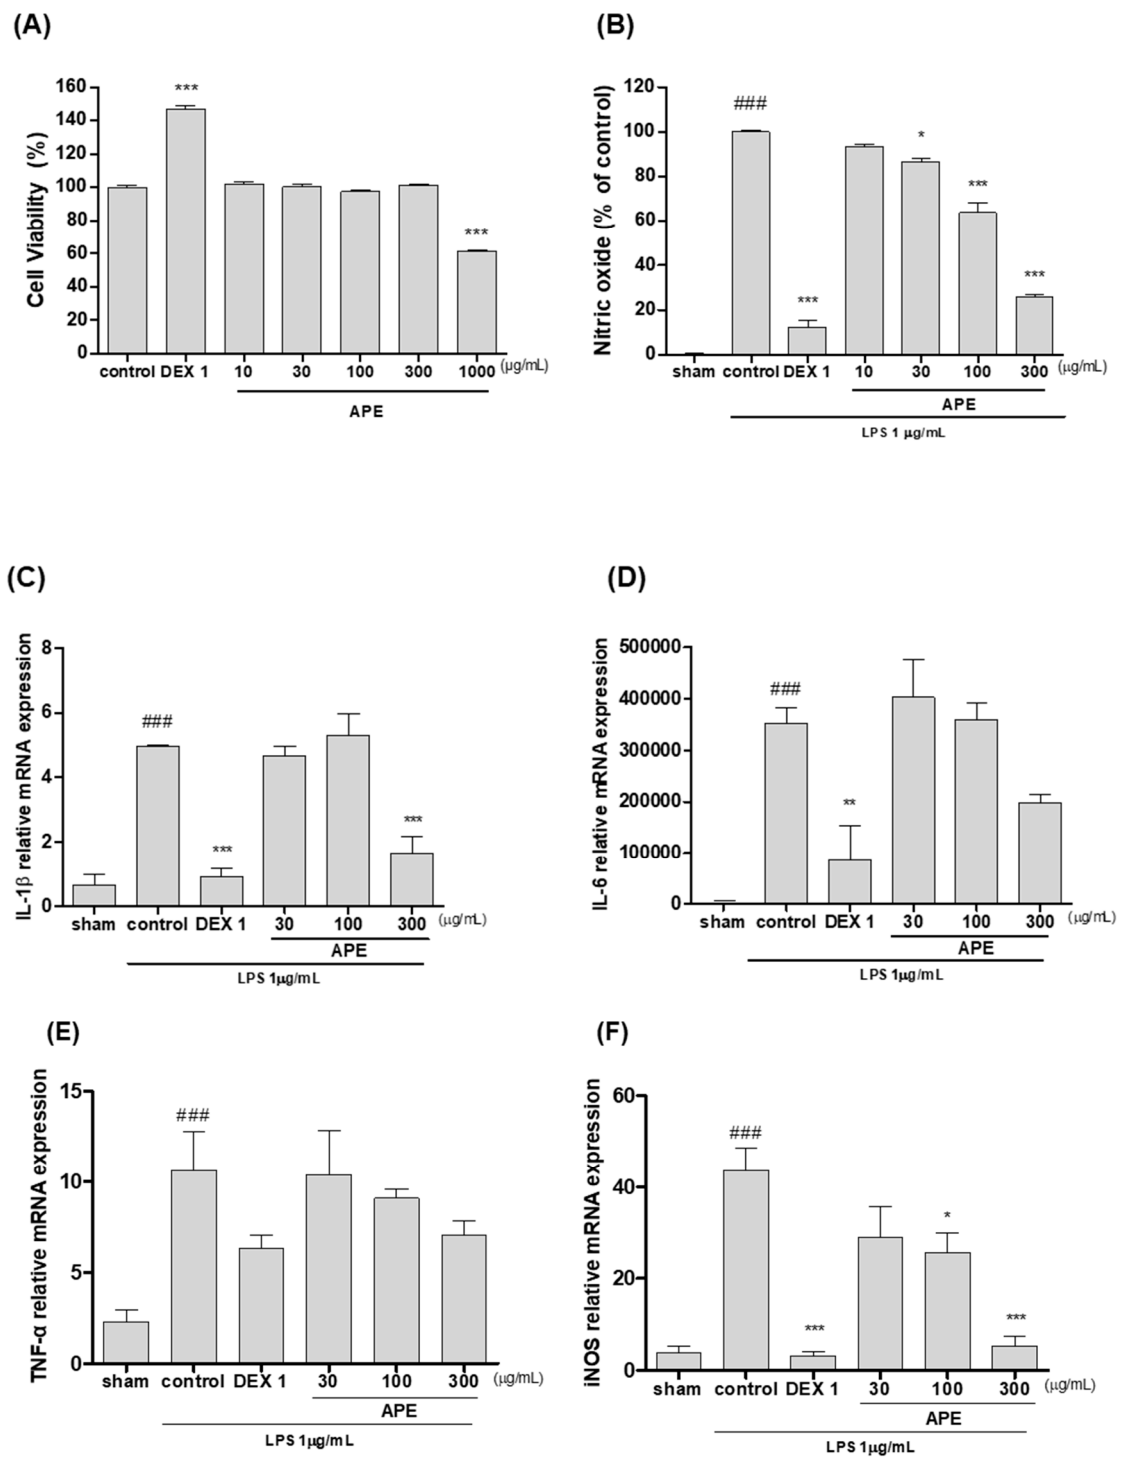 (A)
Cell Viability (%)
160
140
120
100
80
60
40
20
0
***
***
control DEX 1 10 30 100 300 1000 (µg/mL)
APE
(B)
Nitric oxide (% of control)
120
100
80
60
40
20
0
###
***
*
***
***
sham control DEX 1 10 30 100 300 (µg/mL)
APE
LPS 1 µg/mL
(C)
IL-1β relative mRNA expression
8
6
4
2
0
###
***
***
sham control DEX 1 30 100 300 (µg/mL)
APE
LPS 1µg/mL
(D)
IL-6 relative mRNA expression
500000
400000
300000
200000
100000
0
###
**
sham control DEX 1 30 100 300 (µg/mL)
APE
LPS 1µg/mL
(E)
TNF-α relative mRNA expression
15
10
5
0
###
sham control DEX 1 30 100 300 (µg/mL)
APE
LPS 1µg/mL
(F)
iNOS relative mRNA expression
60
40
20
0
###
***
*
***
sham control DEX 1 30 100 300 (µg/mL)
APE
LPS 1µg/mL